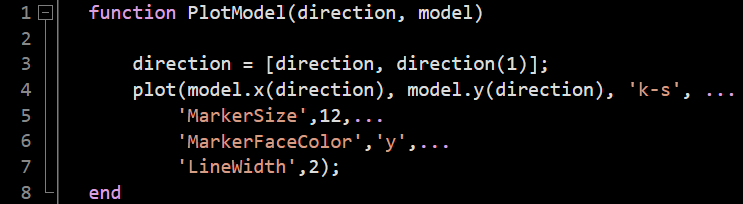 1 function PlotModel(direction, model)
2
3 direction = [direction, direction(1)];
4 plot(model.x(direction), model.y(direction), 'k-s', ...
5 'MarkerSize',12,...
6 'MarkerFaceColor','y',...
7 'LineWidth',2);
8 end